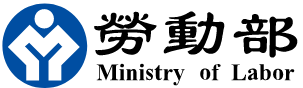 勞動部
Ministry of Labor